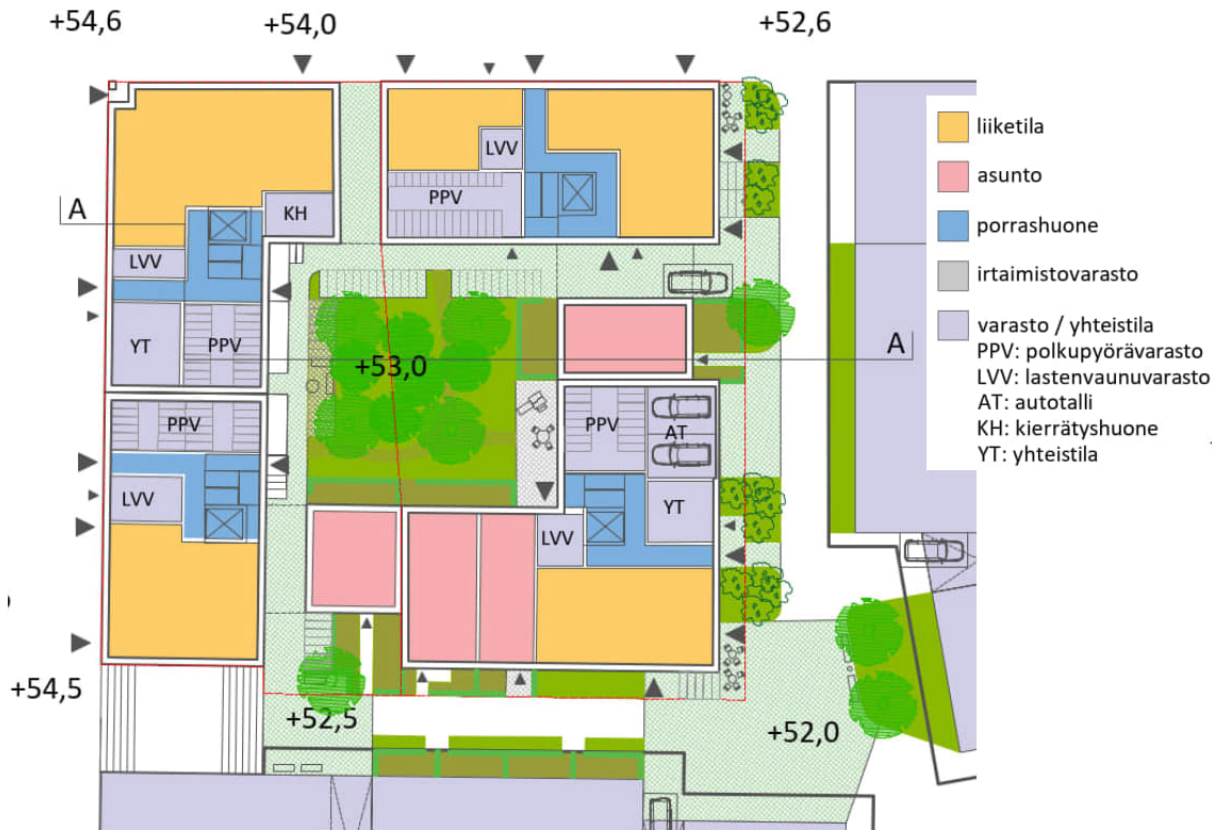 +54,6
+54,0
+52,6
liiketila
asunto
porrashuone
irtaimistovarasto
varasto / yhteistila
PPV: polkupyörävarasto
LVV: lastenvaunuvarasto
AT: autotalli
KH: kierrätyshuone
YT: yhteistila
LVV
PPV
A
KH
LVV
YT
PPV
+53,0
A
PPV
AT
PPV
LVV
YT
LVV
+54,5
+52,5
+52,0